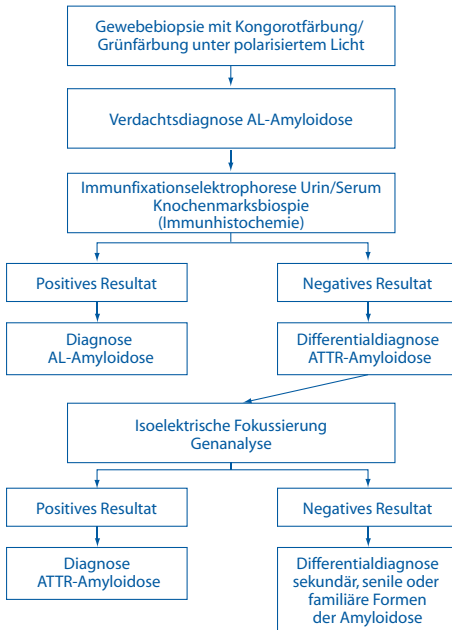 Gewebebiopsie mit Kongorotfärbung/
Grünfärbung unter polarisiertem Licht
Verdachtsdiagnose AL-Amyloidose
Immunfixationselektrophorese Urin/Serum
Knochenmarksbiospie
(Immunhistochemie)
Positives Resultat
Negatives Resultat
Diagnose
AL-Amyloidose
Differentialdiagnose
ATTR-Amyloidose
Isoelektrische Fokussierung
Genanalyse
Positives Resultat
Negatives Resultat
Diagnose
ATTR-Amyloidose
Differentialdiagnose
sekundär, senile oder
familiäre Formen
der Amyloidose